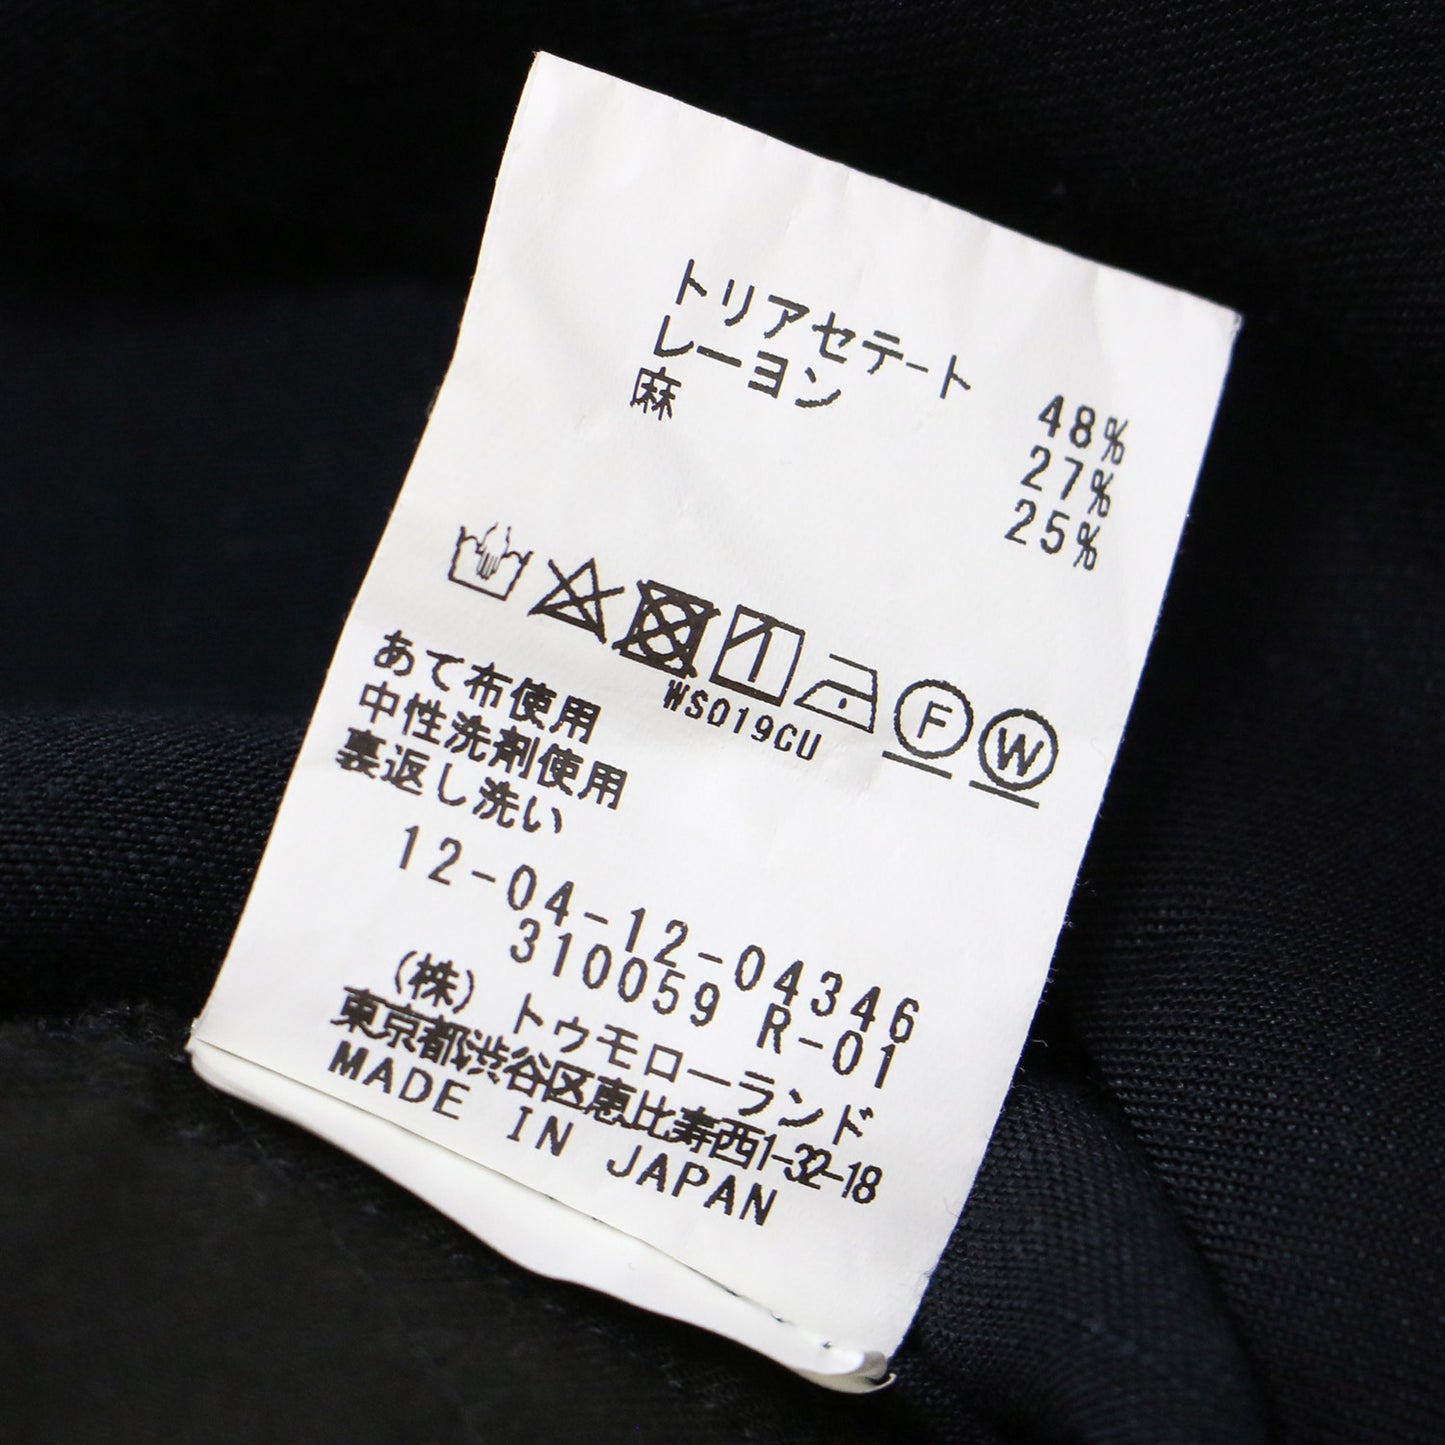 トリアセテート 48%
レーヨン 27%
麻 25%
F W
WS019CU
あて布使用
中性洗剤使用
裏返し洗い
12-04-12-04346
310059 R-01
(株) トゥモローランド
東京都渋谷区恵比寿西1-32-18
MADE IN JAPAN